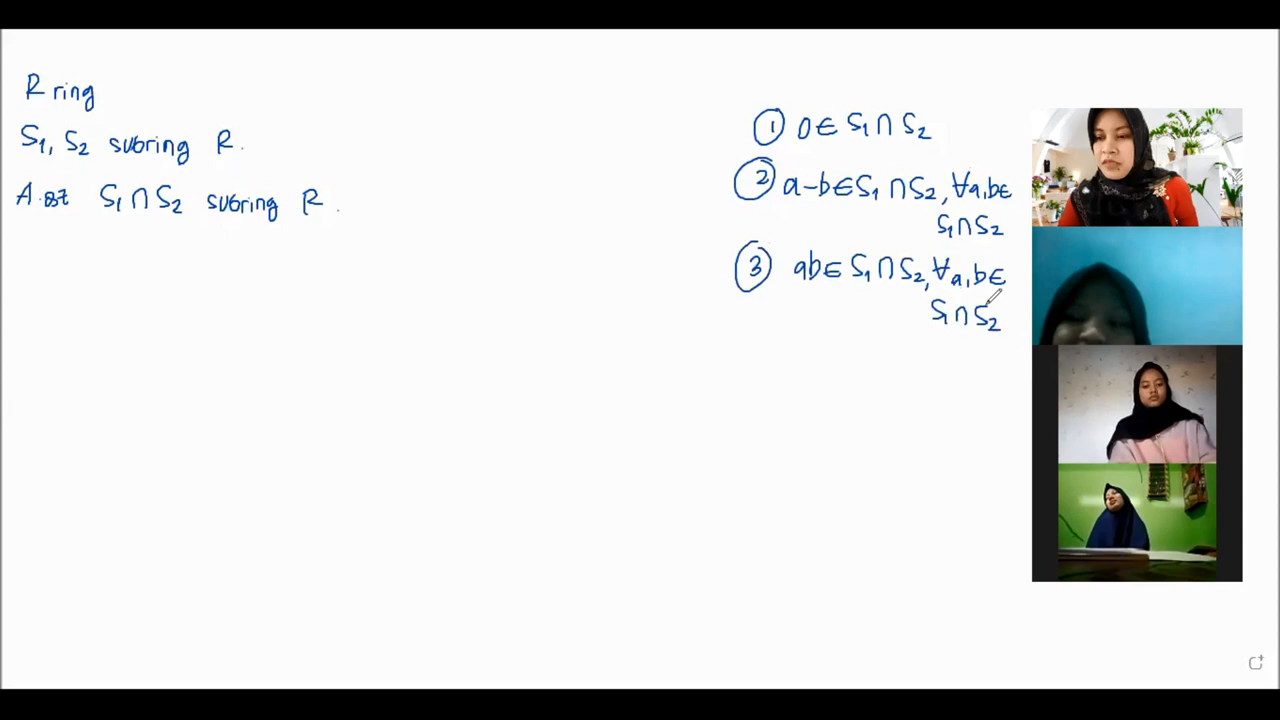 R ring
S₁, S₂ subring R.
S₁ ∩ S₂ subring R.
① 0 ∈ S₁ ∩ S₂
② a-b ∈ S₁ ∩ S₂, ∀a,b ∈
S₁ ∩ S₂
③ ab ∈ S₁ ∩ S₂, ∀a,b ∈
S₁ ∩ S₂